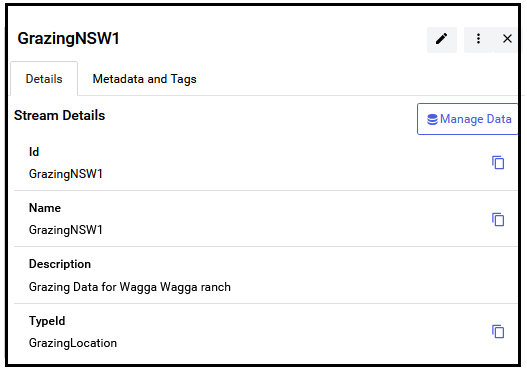 GrazingNSW1
Details Metadata and Tags
Stream Details
Manage Data
Id
GrazingNSW1
Name
GrazingNSW1
Description
Grazing Data for Wagga Wagga ranch
TypeId
GrazingLocation